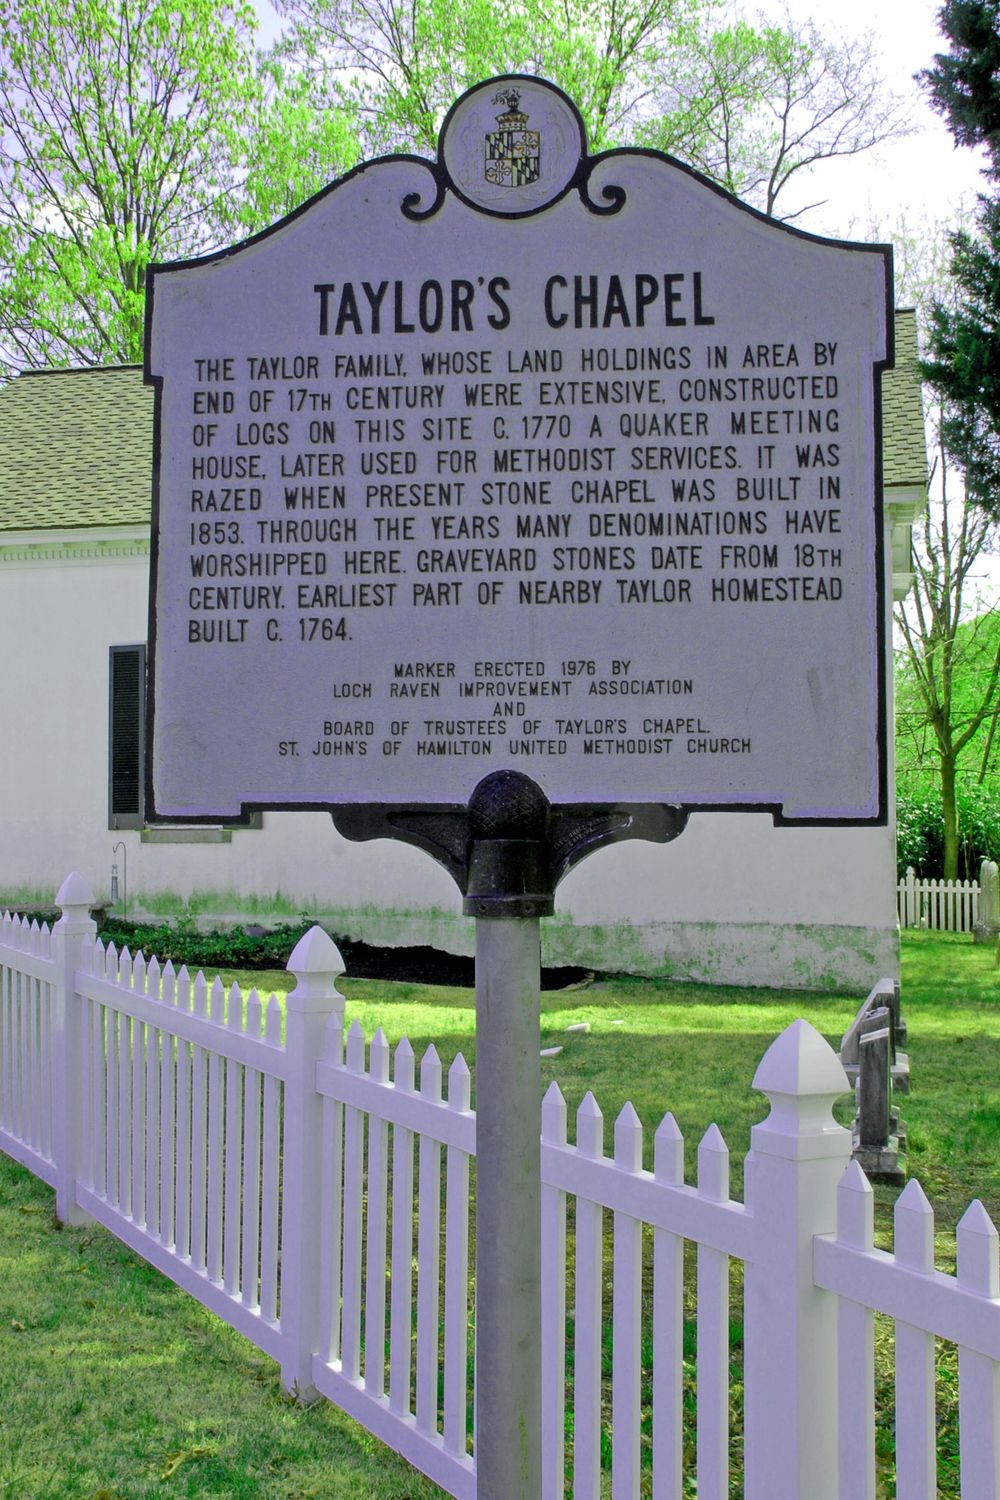 TAYLOR'S CHAPEL
THE TAYLOR FAMILY, WHOSE LAND HOLDINGS IN AREA BY
END OF 17TH CENTURY WERE EXTENSIVE, CONSTRUCTED
OF LOGS ON THIS SITE C. 1770 A QUAKER MEETING
HOUSE, LATER USED FOR METHODIST SERVICES. IT WAS
RAZED WHEN PRESENT STONE CHAPEL WAS BUILT IN
1853. THROUGH THE YEARS MANY DENOMINATIONS HAVE
WORSHIPPED HERE. GRAVEYARD STONES DATE FROM 18TH
CENTURY. EARLIEST PART OF NEARBY TAYLOR HOMESTEAD
BUILT C. 1764.
MARKER ERECTED 1976 BY
LOCH RAVEN IMPROVEMENT ASSOCIATION
AND
BOARD OF TRUSTEES OF TAYLOR'S CHAPEL.
ST. JOHN'S OF HAMILTON UNITED METHODIST CHURCH